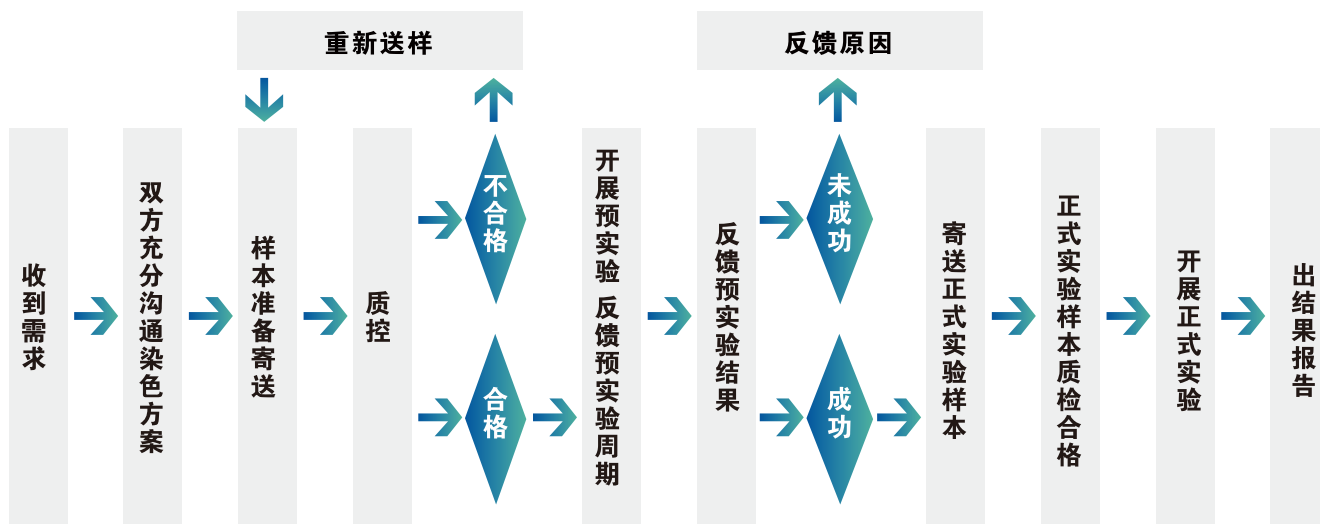 重新送样
反馈原因
收到需求
双方充分沟通染色方案
样本准备寄送
质控
不合格
合格
开展预实验 反馈预实验周期
反馈预实验结果
未成功
成功
寄送正式实验样本
正式实验样本质检合格
开展正式实验
出结果报告